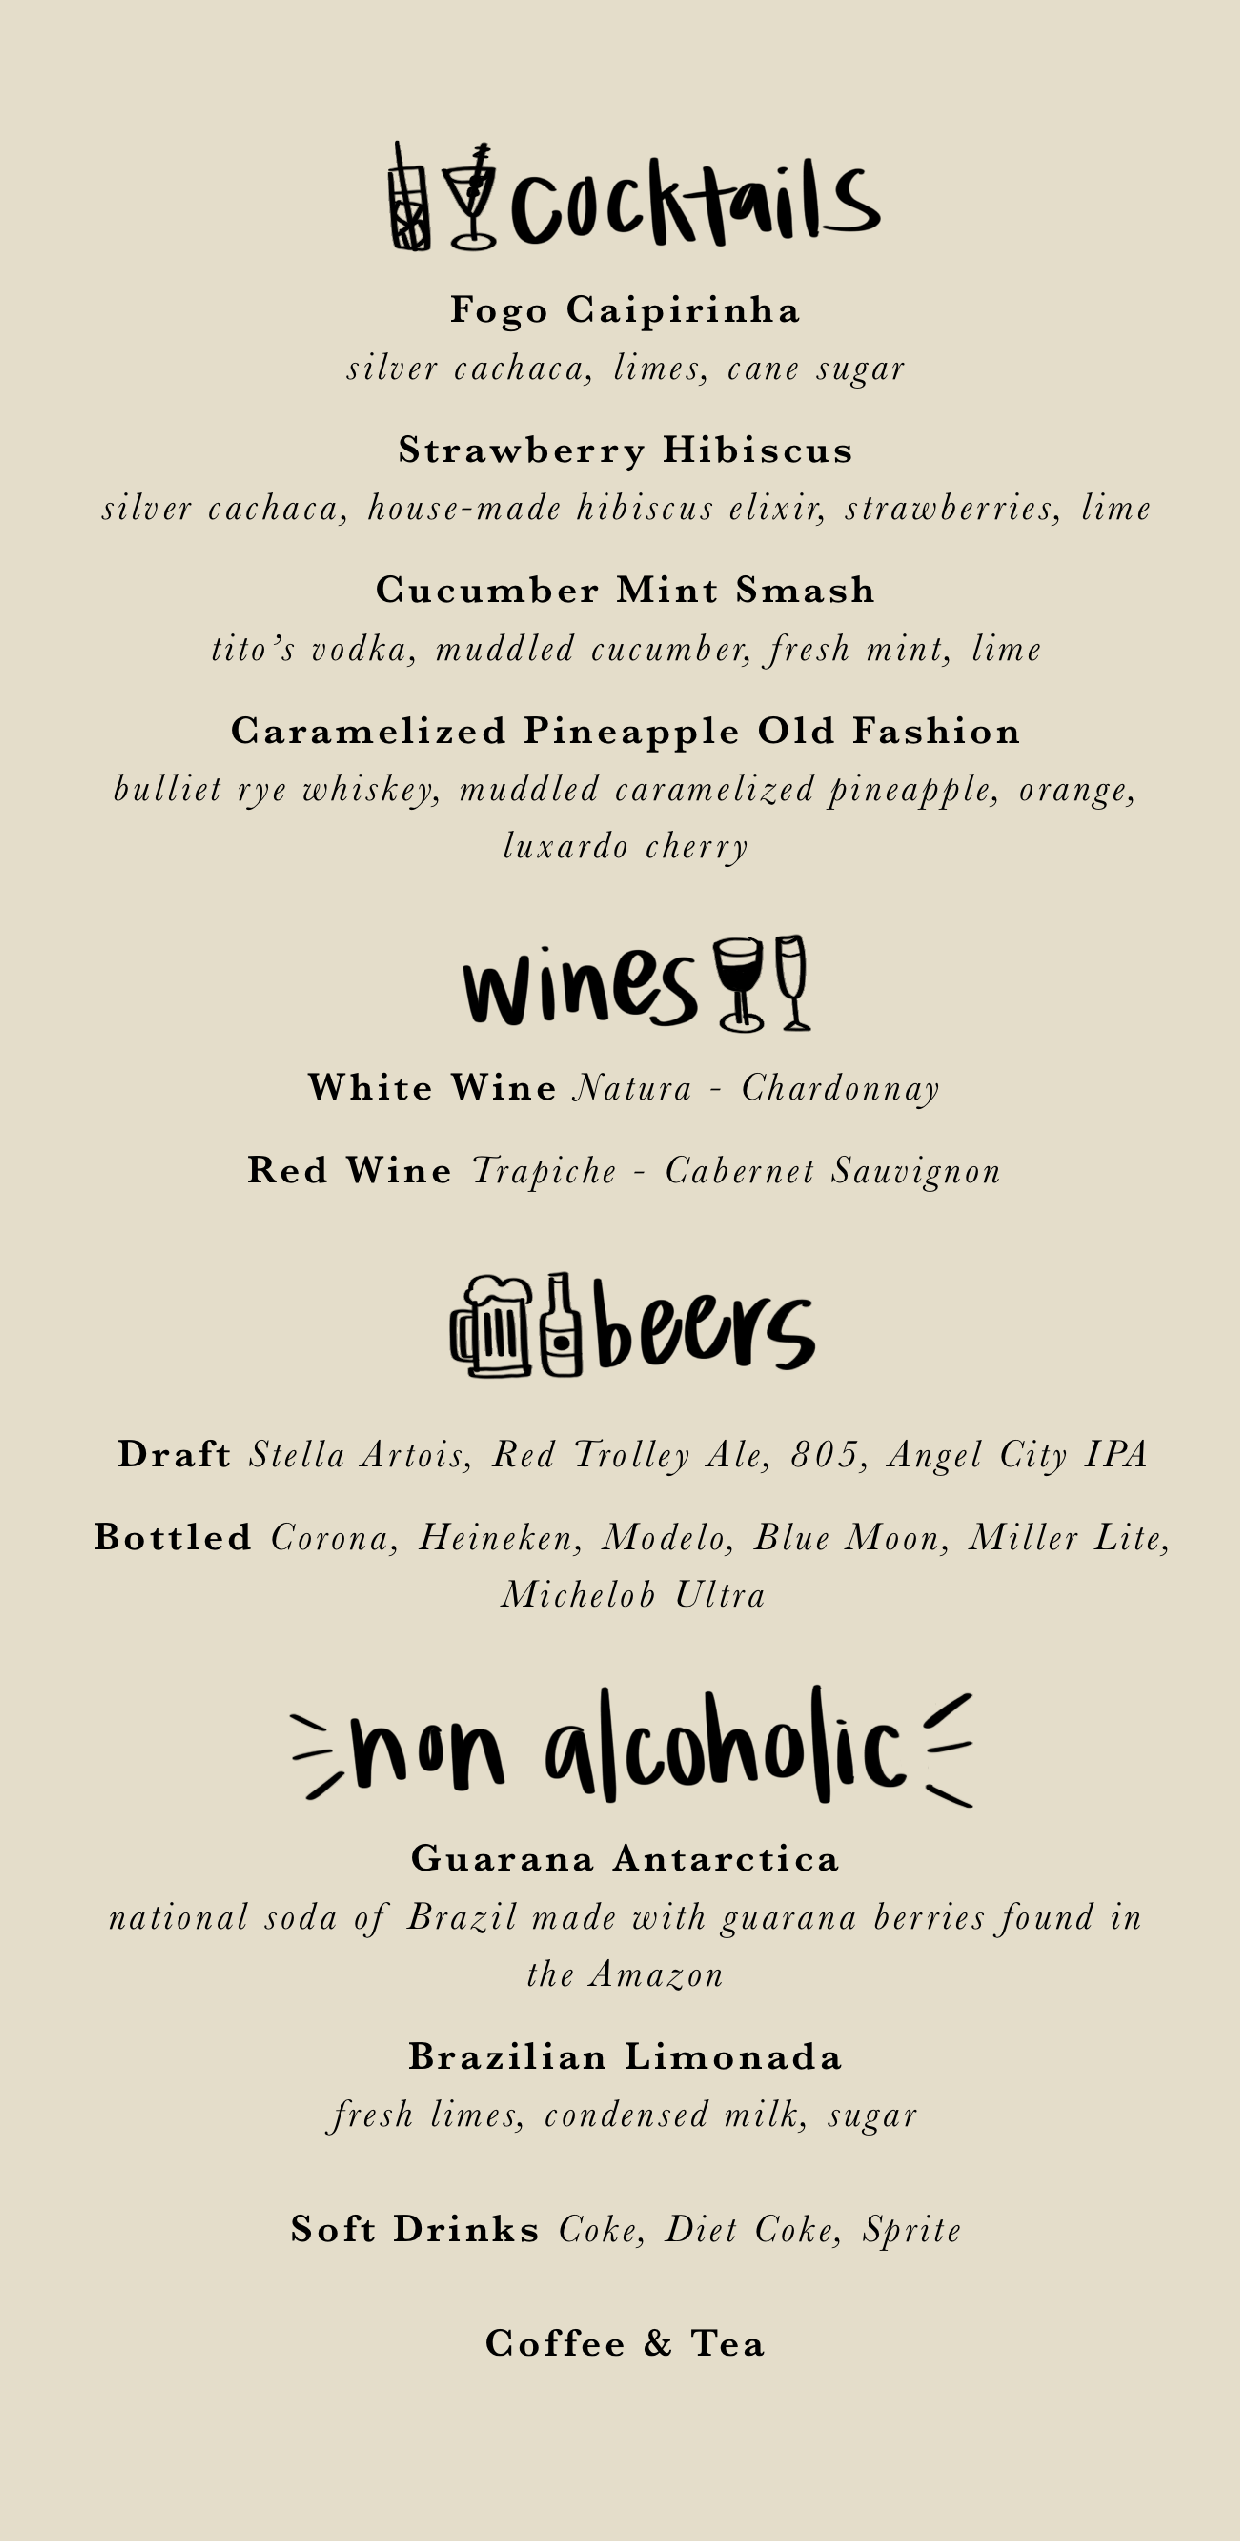 cocktails
Fogo Caipirinha
silver cachaca, limes, cane sugar
Strawberry Hibiscus
silver cachaca, house-made hibiscus elixir, strawberries, lime
Cucumber Mint Smash
tito’s vodka, muddled cucumber, fresh mint, lime
Caramelized Pineapple Old Fashion
bulliet rye whiskey, muddled caramelized pineapple, orange,
luxardo cherry
wines
White Wine Natura - Chardonnay
Red Wine Trapiche - Cabernet Sauvignon
beers
Draft Stella Artois, Red Trolley Ale, 805, Angel City IPA
Bottled Corona, Heineken, Modelo, Blue Moon, Miller Lite,
Michelob Ultra
non alcoholic
Guarana Antarctica
national soda of Brazil made with guarana berries found in
the Amazon
Brazilian Limonada
fresh limes, condensed milk, sugar
Soft Drinks Coke, Diet Coke, Sprite
Coffee & Tea